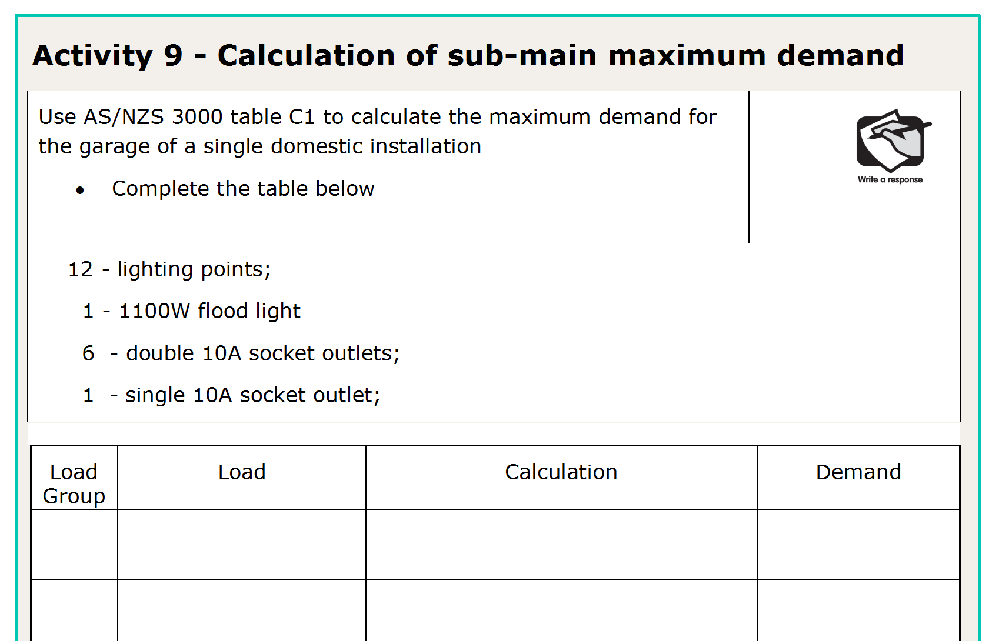 Activity 9 - Calculation of sub-main maximum demand
Use AS/NZS 3000 table C1 to calculate the maximum demand for
the garage of a single domestic installation
• Complete the table below
Write a response
12 - lighting points;
1 - 1100W flood light
6 - double 10A socket outlets;
1 - single 10A socket outlet;
Load Group
Load
Calculation
Demand